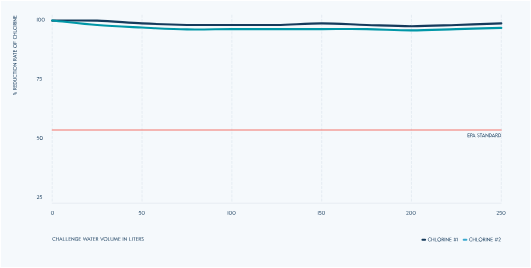 % REDUCTION RATE OF CHLORINE
100
75
50
25
EPA STANDARD
0
50
100
150
200
250
CHALLENGE WATER VOLUME IN LITERS
CHLORINE #1
CHLORINE #2